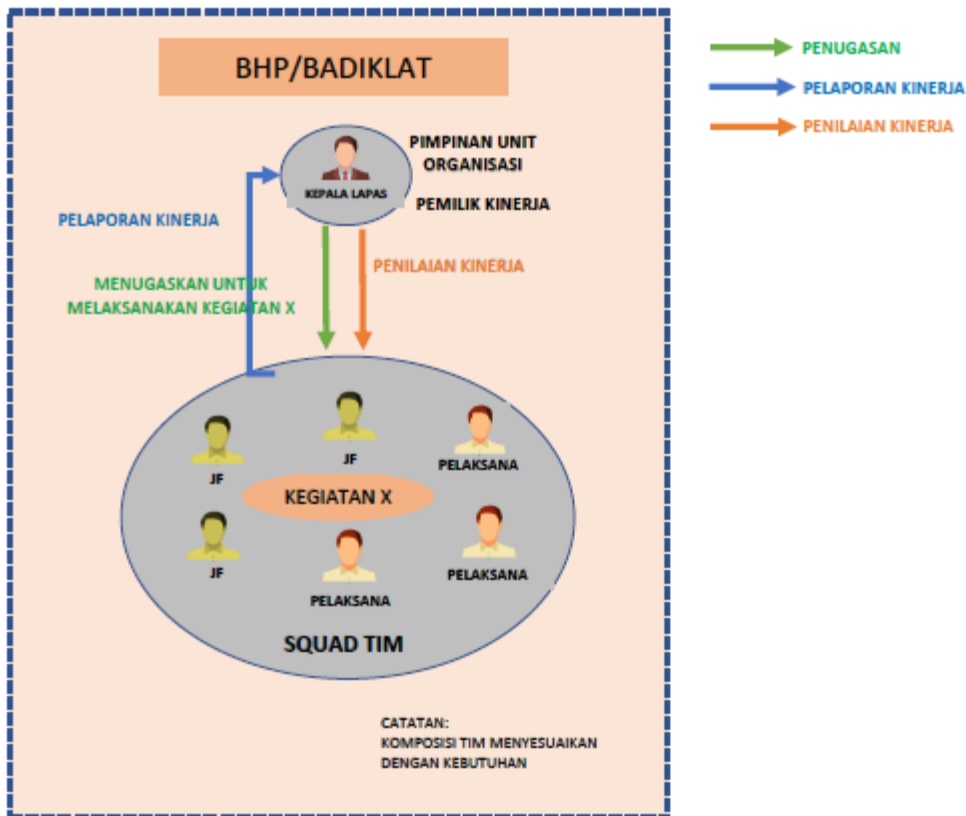 BHP/BADIKLAT
PENUGASAN
PELAPORAN KINERJA
PENILAIAN KINERJA
PIMPINAN UNIT
ORGANISASI
KEPALA LAPAS
PEMILIK KINERJA
PELAPORAN KINERJA
PENILAIAN KINERJA
MENUGASKAN UNTUK
MELAKSANAKAN KEGIATAN X
JF
JF
PELAKSANA
KEGIATAN X
JF
PELAKSANA
PELAKSANA
SQUAD TIM
CATATAN:
KOMPOSISI TIM MENYESUAIKAN
DENGAN KEBUTUHAN